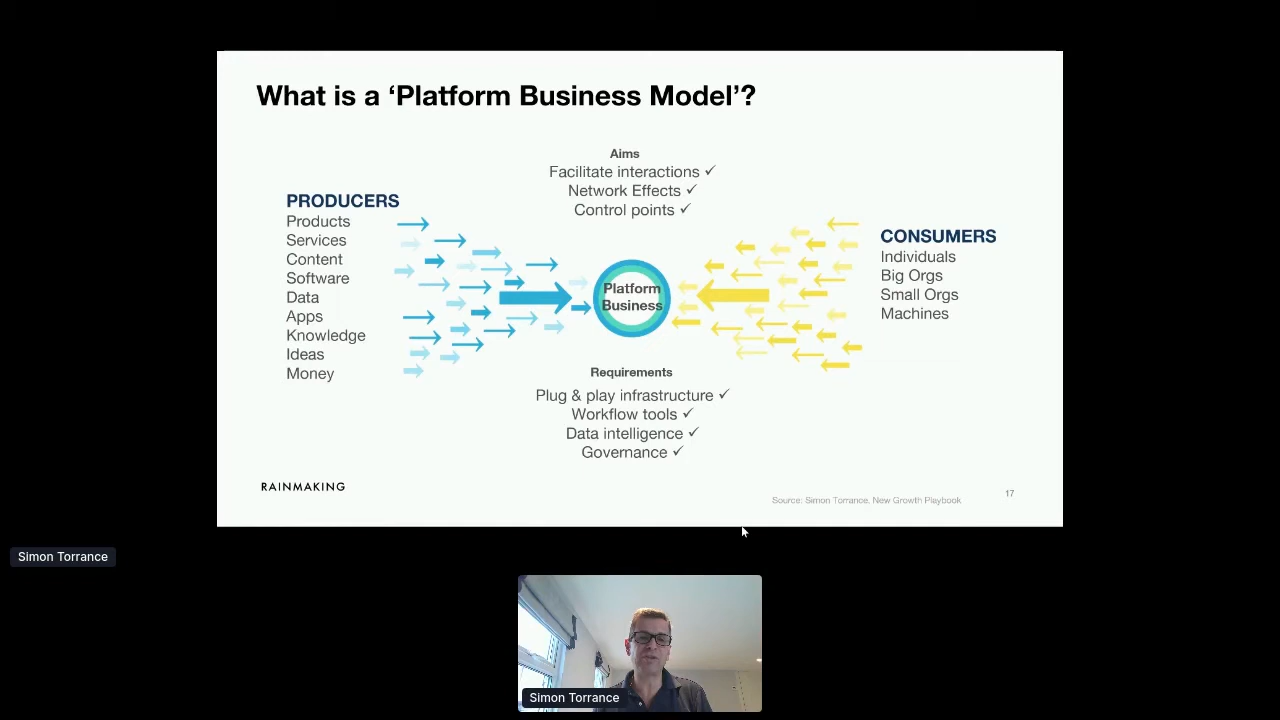 What is a ‘Platform Business Model’?
Aims
Facilitate interactions ✓
Network Effects ✓
Control points ✓
PRODUCERS
Products
Services
Content
Software
Data
Apps
Knowledge
Ideas
Money
Platform
Business
CONSUMERS
Individuals
Big Orgs
Small Orgs
Machines
Requirements
Plug & play infrastructure ✓
Workflow tools ✓
Data intelligence ✓
Governance ✓
RAINMAKING
Source: Simon Torrance, New Growth Playbook
17
Simon Torrance
Simon Torrance